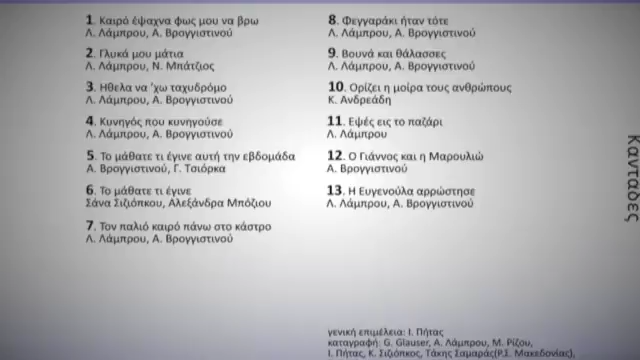 1. Καιρό έψαχνα φως μου να βρω
Λ. Λάμπρου, Α. Βρογγιστινού
2. Γλυκά μου μάτια
Λ. Λάμπρου, Ν. Μπάτζιος
3. Ηθελα να 'χω ταχυδρόμο
Λ. Λάμπρου, Α. Βρογγιστινού
4. Κυνηγός που κυνηγούσε
Λ. Λάμπρου, Α. Βρογγιστινού
5. Το μάθατε τι έγινε αυτή την εβδομάδα
Α. Βρογγιστινού, Γ. Τσιόρκα
6. Το μάθατε τι έγινε
Σάνα Σιζιόπκου, Αλεξάνδρα Μπόζιου
7. Τον παλιό καιρό πάνω στο κάστρο
Λ. Λάμπρου, Α. Βρογγιστινού
8. Φεγγαράκι ήταν τότε
Λ. Λάμπρου, Α. Βρογγιστινού
9. Βουνά και θάλασσες
Λ. Λάμπρου, Α. Βρογγιστινού
10. Ορίζει η μοίρα τους ανθρώπους
Κ. Ανδρεάδη
11. Εψές εις το παζάρι
Λ. Λάμπρου
12. Ο Γιάννος και η Μαρουλιώ
Α. Βρογγιστινού
13. Η Ευγενούλα αρρώστησε
Λ. Λάμπρου, Α. Βρογγιστινού
Καντάδες
γενική επιμέλεια: Ι. Πήτας
καταγραφή: G. Glauser, Α. Λάμπρου, Μ. Ρίζου,
Ι. Πήτας, Κ. Σιζιόπκος, Τάκης Σαμαράς(Ρ.Σ. Μακεδονίας),